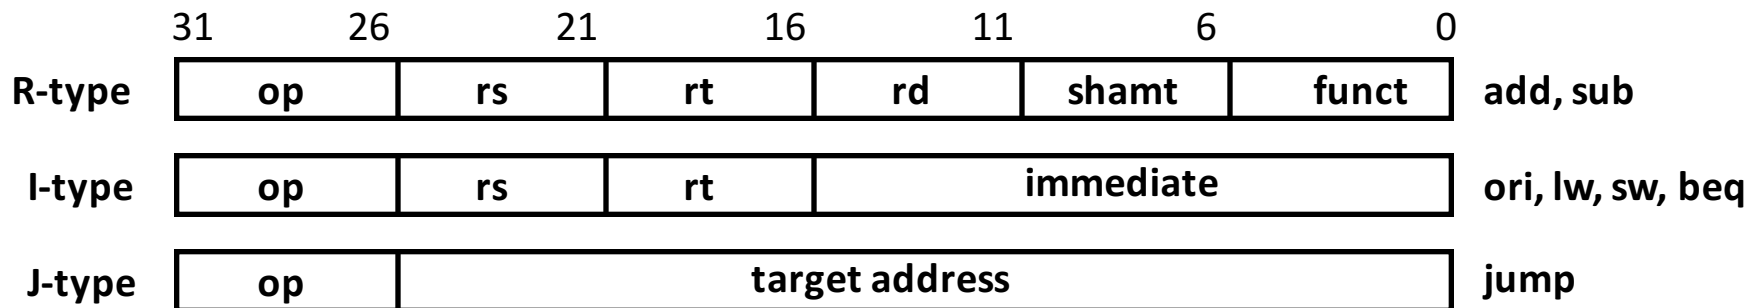 31 26 21 16 11 6 0
R-type op rs rt rd shamt funct add, sub
I-type op rs rt immediate ori, lw, sw, beq
J-type op target address jump